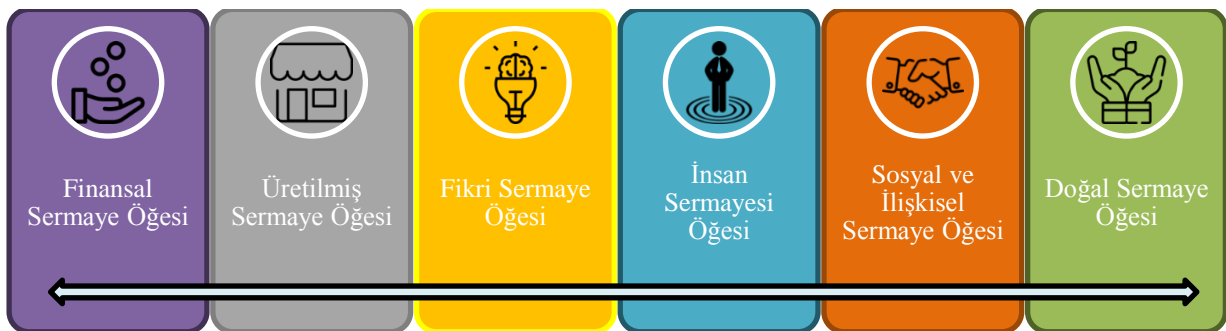 Finansal
Sermaye Öğesi
Üretilmiş
Sermaye Öğesi
Fikri Sermaye
Öğesi
İnsan
Sermayesi
Öğesi
Sosyal ve
İlişkisel
Sermaye Öğesi
Doğal Sermaye
Öğesi